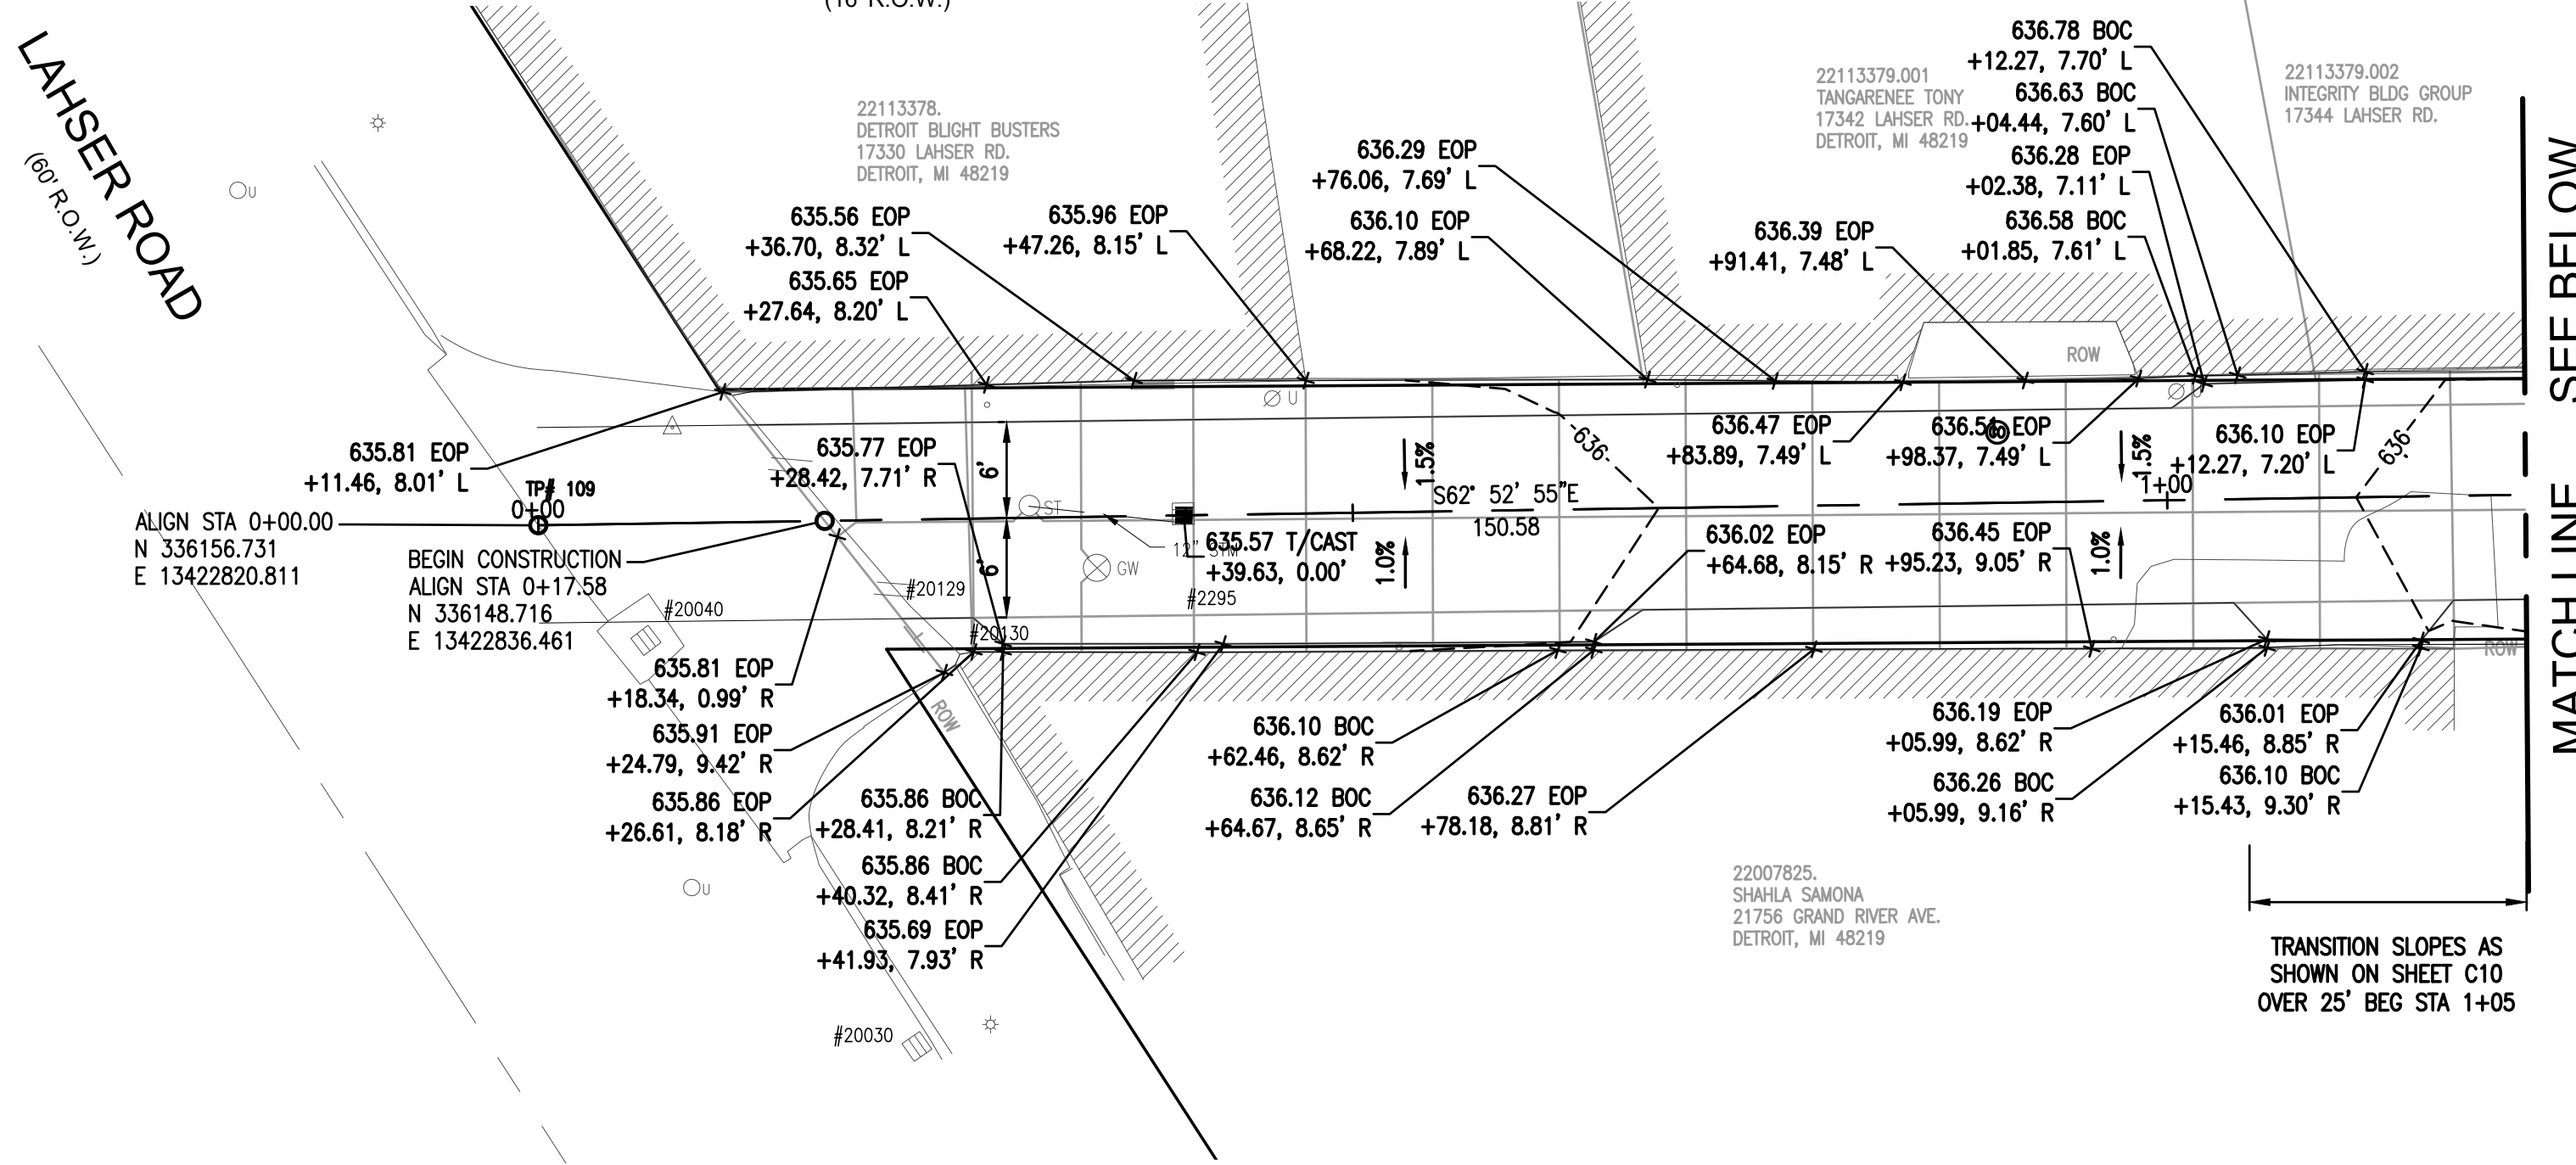 (16' R.O.W.)
LAHSER ROAD
(60' R.O.W.)
U
22113378.
DETROIT BLIGHT BUSTERS
17330 LAHSER RD.
DETROIT, MI 48219
22113379.001
TANGARENEE TONY
17342 LAHSER RD.
DETROIT, MI 48219
22113379.002
INTEGRITY BLDG GROUP
17344 LAHSER RD.
636.78 BOC
+12.27, 7.70' L
636.63 BOC
+04.44, 7.60' L
636.28 EOP
+02.38, 7.11' L
636.58 BOC
+01.85, 7.61' L
636.29 EOP
+76.06, 7.69' L
636.10 EOP
+68.22, 7.89' L
636.39 EOP
+91.41, 7.48' L
635.56 EOP
+36.70, 8.32' L
635.65 EOP
+27.64, 8.20' L
635.96 EOP
+47.26, 8.15' L
MATCH LINE SEE BELOW
ROW
U
635.81 EOP
+11.46, 8.01' L
635.77 EOP
+28.42, 7.71' R
636.47 EOP
+83.89, 7.49' L
636.51 EOP
+98.37, 7.49' L
636.10 EOP
+12.27, 7.20' L
636
636
1.5%
1.5%
6'
6'
TP# 109
0+00
ALIGN STA 0+00.00
N 336156.731
E 13422820.811
BEGIN CONSTRUCTION
ALIGN STA 0+17.58
N 336148.716
E 13422836.461
ST
12" STM
GW
635.57 T/CAST
+39.63, 0.00'
S62° 52' 55"E
150.58
1+00
1.0%
1.0%
636.02 EOP
+64.68, 8.15' R
636.45 EOP
+95.23, 9.05' R
#20129
#20040
#2295
#20130
ROW
ROW
635.81 EOP
+18.34, 0.99' R
635.91 EOP
+24.79, 9.42' R
635.86 EOP
+26.61, 8.18' R
635.86 BOC
+28.41, 8.21' R
635.86 BOC
+40.32, 8.41' R
635.69 EOP
+41.93, 7.93' R
636.10 BOC
+62.46, 8.62' R
636.12 BOC
+64.67, 8.65' R
636.27 EOP
+78.18, 8.81' R
636.19 EOP
+05.99, 8.62' R
636.26 BOC
+05.99, 9.16' R
636.01 EOP
+15.46, 8.85' R
636.10 BOC
+15.43, 9.30' R
U
22007825.
SHAHLA SAMONA
21756 GRAND RIVER AVE.
DETROIT, MI 48219
TRANSITION SLOPES AS
SHOWN ON SHEET C10
OVER 25' BEG STA 1+05
#20030